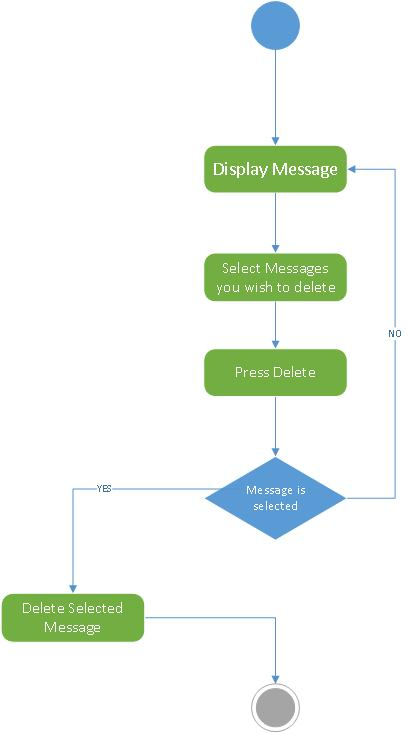 Display Message
Select Messages
you wish to delete
NO
Press Delete
Message is
selected
YES
Delete Selected
Message